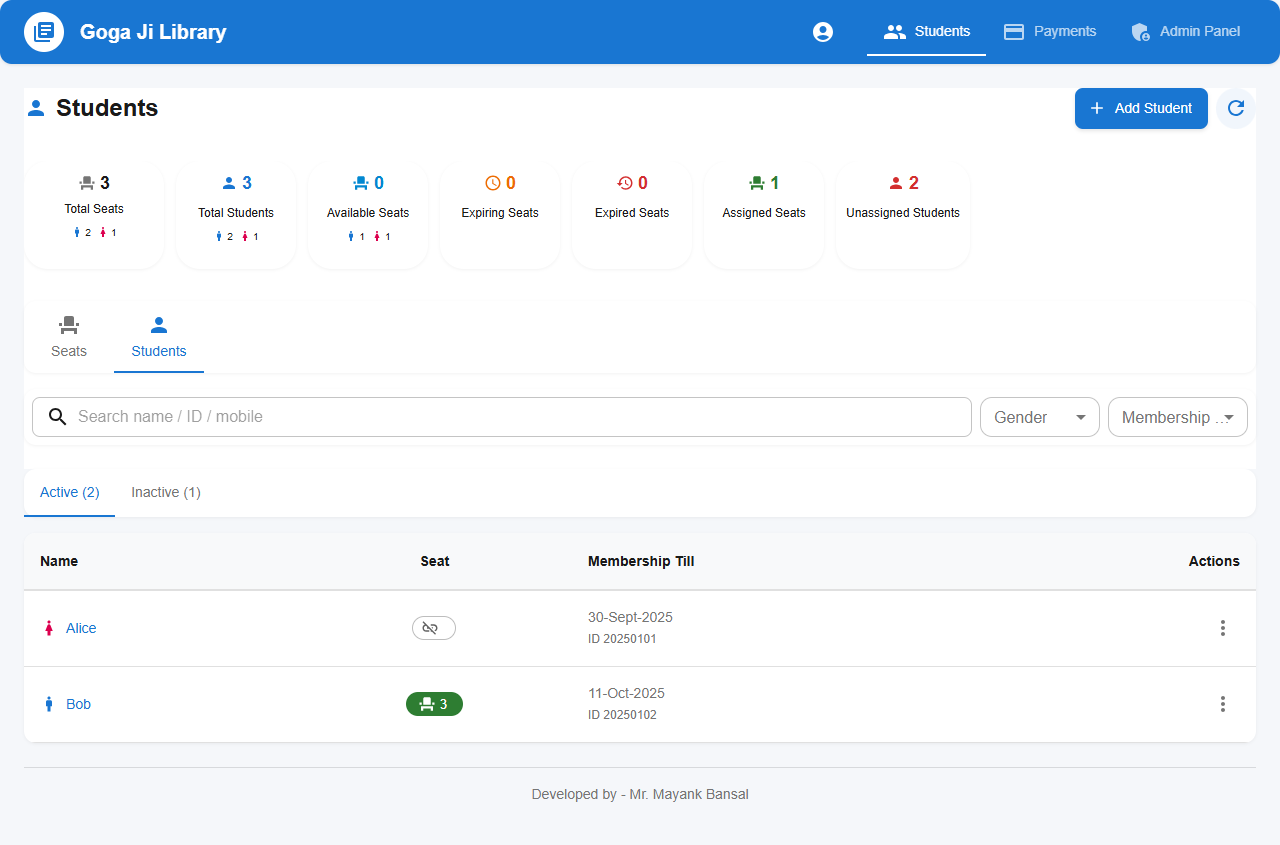 Goga Ji Library
Students
Payments
Admin Panel
Students
Add Student
3
Total Seats
2 1
3
Total Students
2 1
0
Available Seats
1 1
0
Expiring Seats
0
Expired Seats
1
Assigned Seats
2
Unassigned Students
Seats
Students
Search name / ID / mobile
Gender
Membership ...
Active (2)
Inactive (1)
Name Seat Membership Till Actions
Alice
30-Sept-2025
ID 20250101
Bob
3
11-Oct-2025
ID 20250102
Developed by - Mr. Mayank Bansal